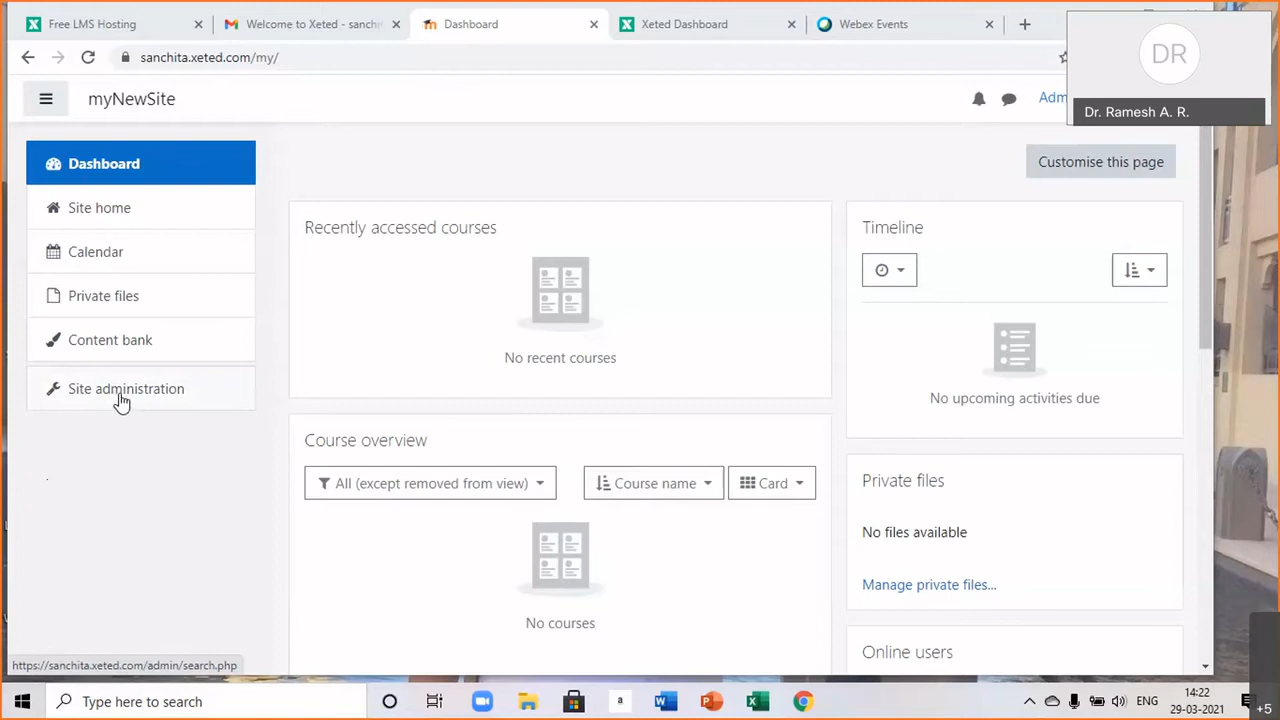 Free LMS Hosting
Welcome to Xeted - sanchit
Dashboard
Xeted Dashboard
Webex Events
sanchita.xeted.com/my/
myNewSite
Adm
DR
Dr. Ramesh A. R.
Dashboard
Site home
Calendar
Private files
Content bank
Site administration
Customise this page
Recently accessed courses
No recent courses
Timeline
No upcoming activities due
Course overview
All (except removed from view)
Course name
Card
No courses
Private files
No files available
Manage private files...
Online users
https://sanchita.xeted.com/admin/search.php
Type here to search
a
ENG
14:22
29-03-2021
+5